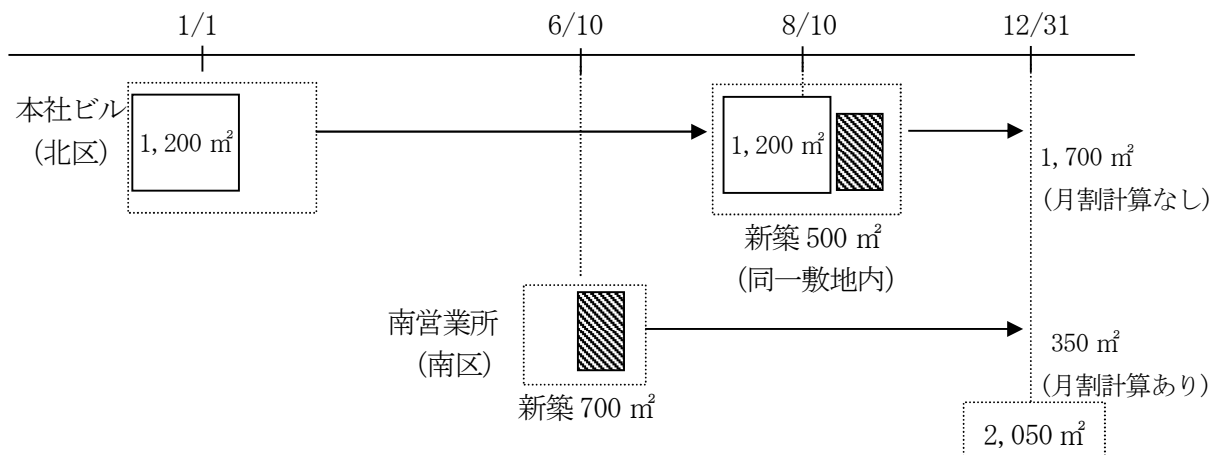 1/1
6/10
8/10
12/31
本社ビル
(北区)
1,200 ㎡
1,200 ㎡
1,700 ㎡
(月割計算なし)
新築 500 ㎡
(同一敷地内)
南営業所
(南区)
350 ㎡
(月割計算あり)
新築 700 ㎡
2,050 ㎡